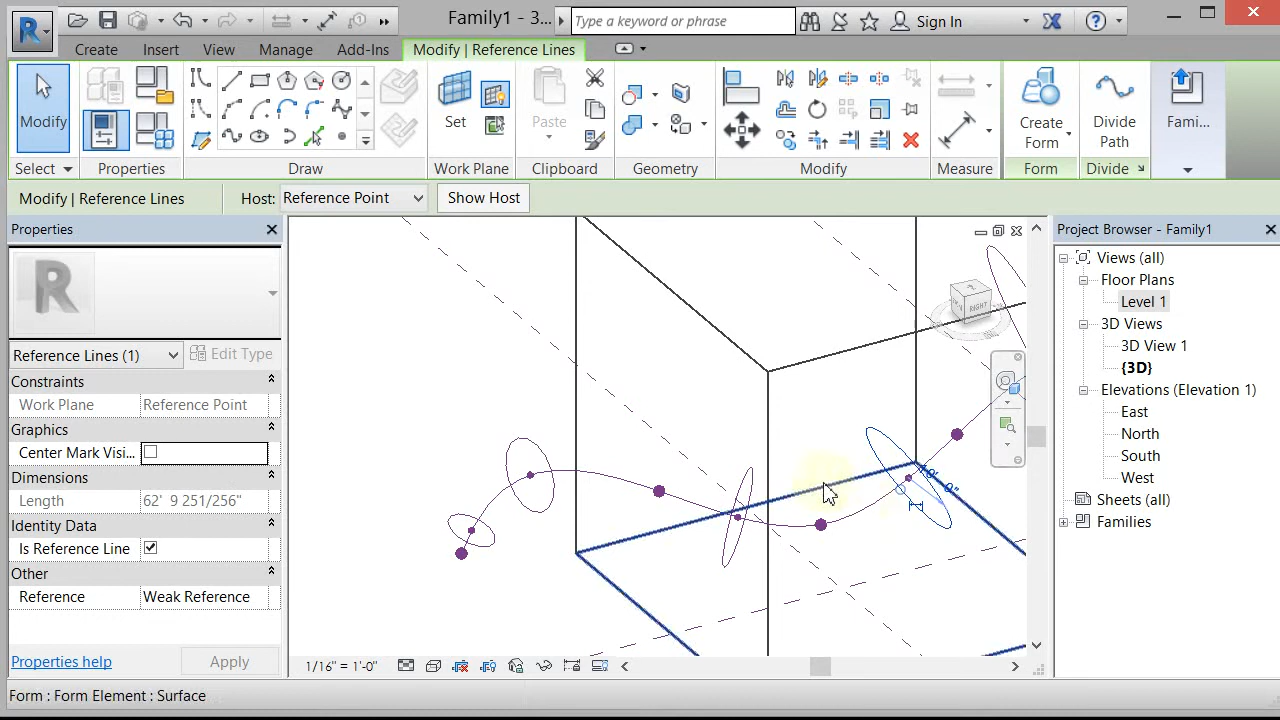 R
Family1 - 3...
Type a keyword or phrase
Sign In
Create
Insert
View
Manage
Add-Ins
Modify | Reference Lines
Modify
Set
Paste
Create
Form
Divide
Path
Fami...
Select
Properties
Draw
Work Plane
Clipboard
Geometry
Modify
Measure
Form
Divide
Modify | Reference Lines
Host:
Reference Point
Show Host
Properties
R
Reference Lines (1)
Edit Type
Constraints
Work Plane
Reference Point
Graphics
Center Mark Visi...
Dimensions
Length
62' 9 251/256"
Identity Data
Is Reference Line
Other
Reference
Weak Reference
Properties help
Apply
RIGHT
Project Browser - Family1
Views (all)
Floor Plans
Level 1
3D Views
3D View 1
{3D}
Elevations (Elevation 1)
East
North
South
West
Sheets (all)
Families
1/16" = 1'-0"
Form : Form Element : Surface